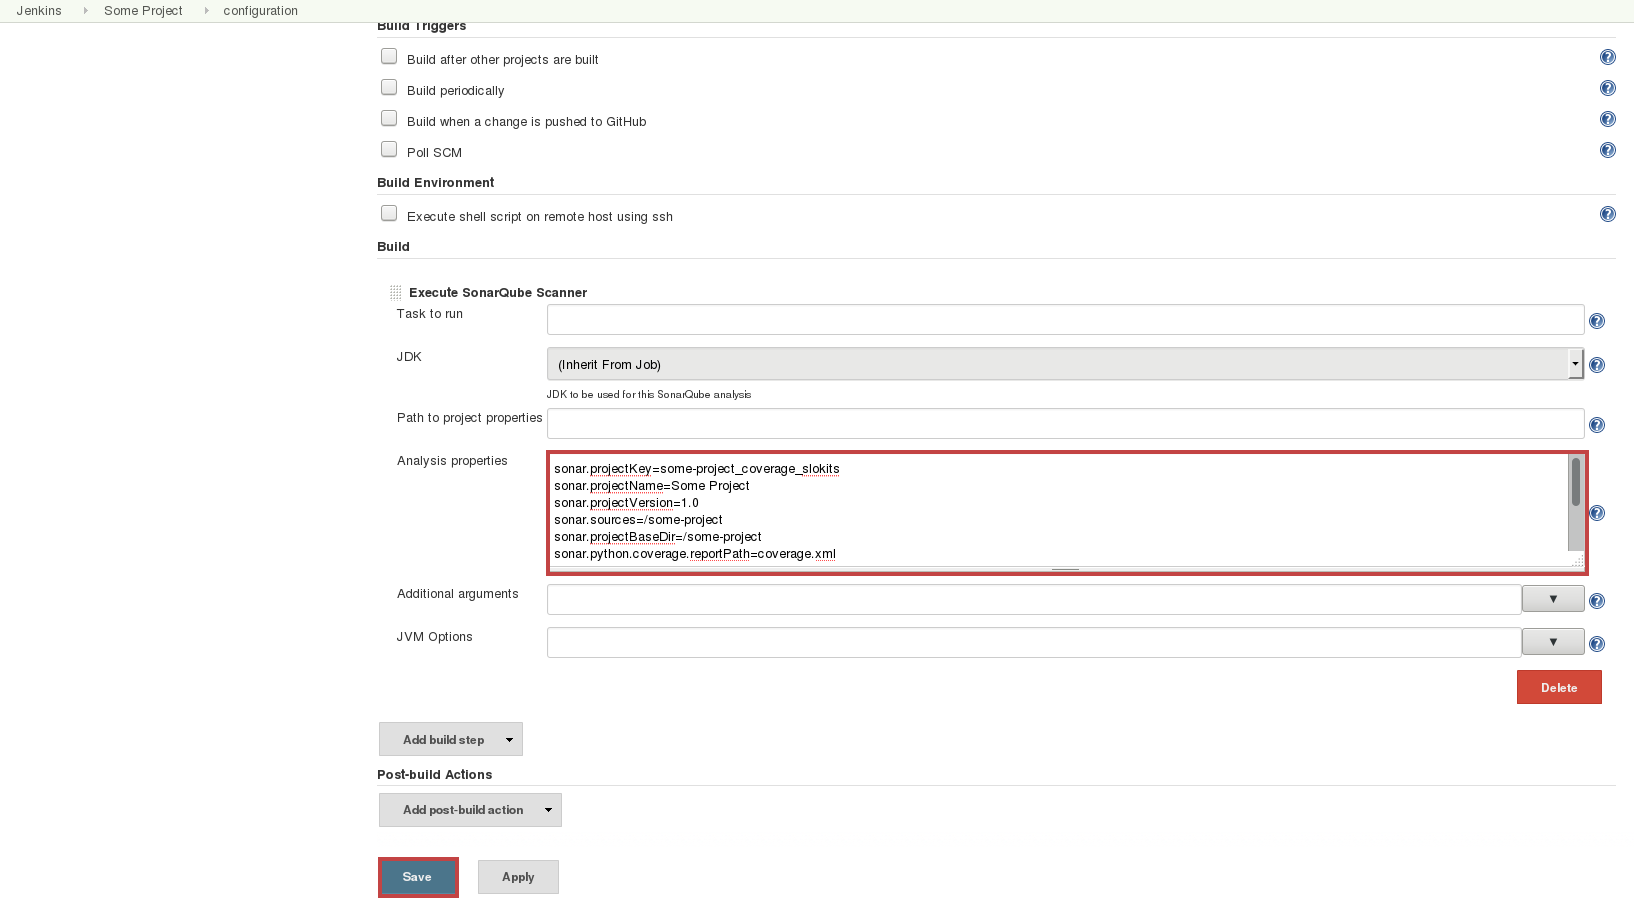 Jenkins Some Project configuration
Build Triggers
Build after other projects are built
Build periodically
Build when a change is pushed to GitHub
Poll SCM
Build Environment
Execute shell script on remote host using ssh
Build
Execute SonarQube Scanner
Task to run
JDK
(Inherit From Job)
JDK to be used for this SonarQube analysis
Path to project properties
Analysis properties
sonar.projectKey=some-project_coverage_slokits
sonar.projectName=Some Project
sonar.projectVersion=1.0
sonar.sources=/some-project
sonar.projectBaseDir=/some-project
sonar.python.coverage.reportPath=coverage.xml
Additional arguments
JVM Options
Delete
Add build step
Post-build Actions
Add post-build action
Save Apply